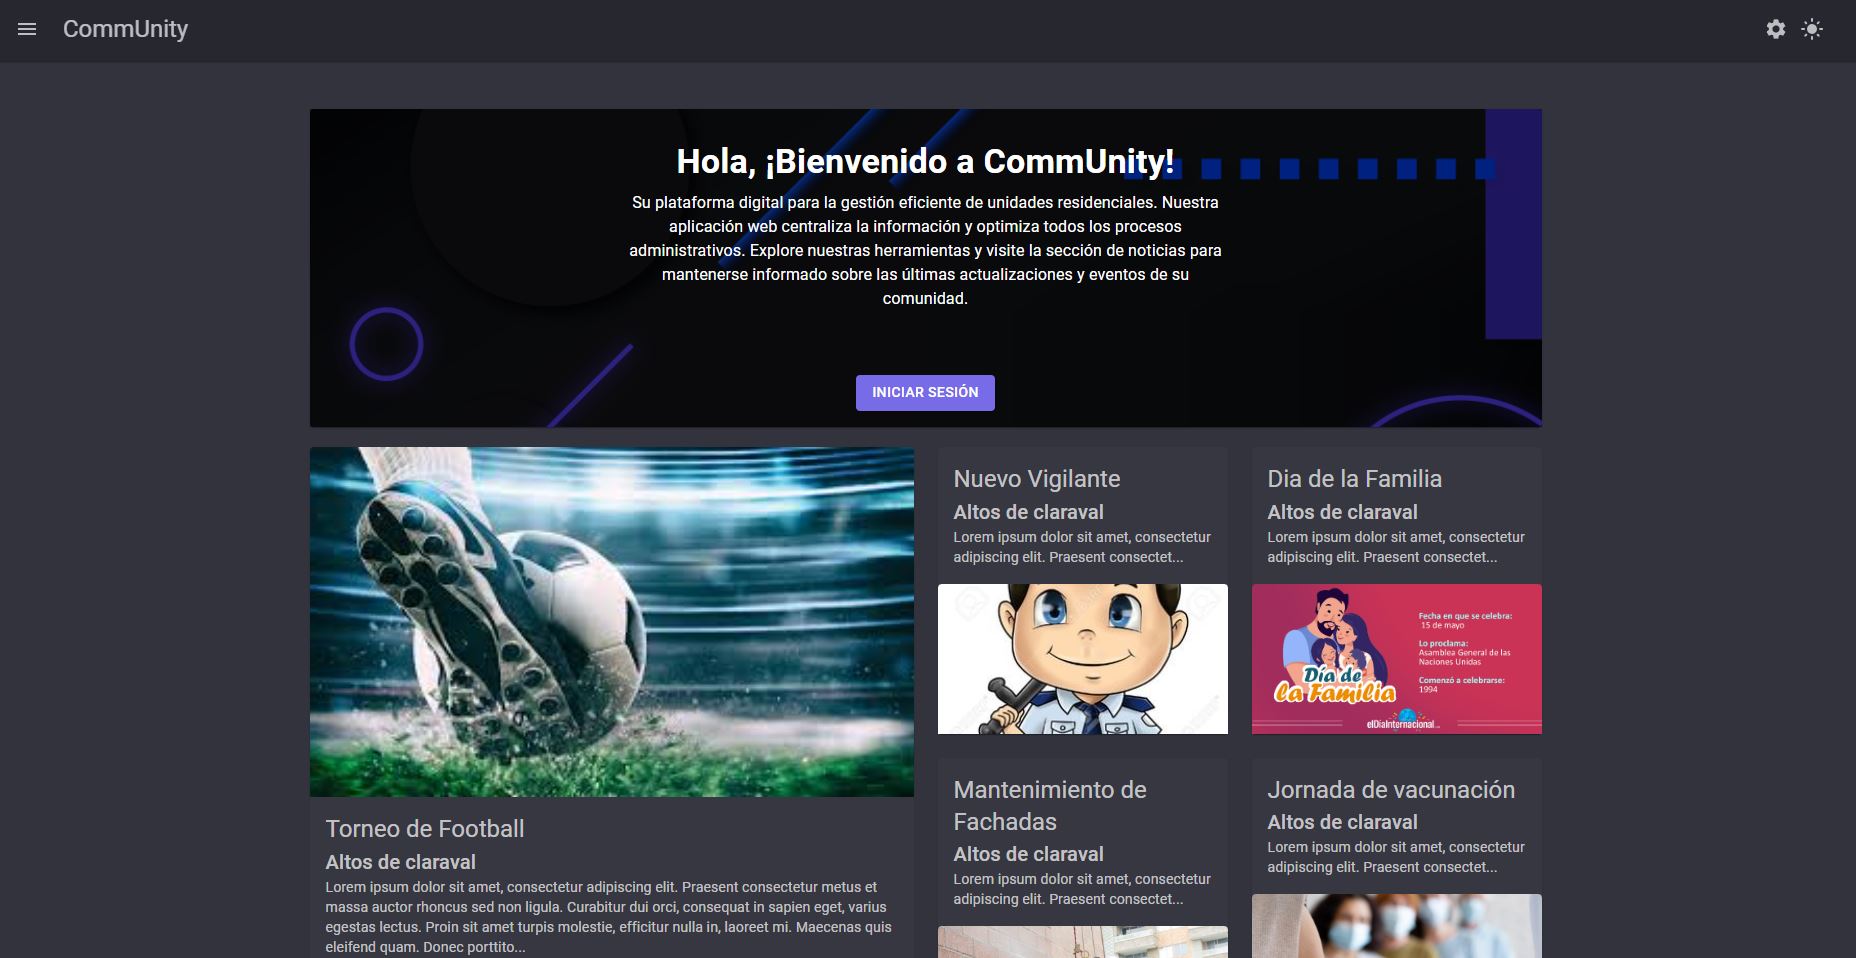 CommUnity
Hola, ¡Bienvenido a CommUnity!
Su plataforma digital para la gestión eficiente de unidades residenciales. Nuestra
aplicación web centraliza la información y optimiza todos los procesos
administrativos. Explore nuestras herramientas y visite la sección de noticias para
mantenerse informado sobre las últimas actualizaciones y eventos de su
comunidad.
INICIAR SESIÓN
Torneo de Football
Altos de claraval
Lorem ipsum dolor sit amet, consectetur adipiscing elit. Praesent consectetur metus et
massa auctor rhoncus sed non ligula. Curabitur dui orci, consequat in sapien eget, varius
egestas lectus. Proin sit amet turpis molestie, efficitur nulla in, laoreet mi. Maecenas quis
eleifend quam. Donec porttito...
Nuevo Vigilante
Altos de claraval
Lorem ipsum dolor sit amet, consectetur
adipiscing elit. Praesent consectet...
Dia de la Familia
Altos de claraval
Lorem ipsum dolor sit amet, consectetur
adipiscing elit. Praesent consectet...
Fecha en que se celebra:
15 de mayo
Lo proclama:
Asamblea General de las
Naciones Unidas
Comenzó a celebrarse:
1994
Día de
la Familia
elDiaInternacional
Mantenimiento de
Fachadas
Altos de claraval
Lorem ipsum dolor sit amet, consectetur
adipiscing elit. Praesent consectet...
Jornada de vacunación
Altos de claraval
Lorem ipsum dolor sit amet, consectetur
adipiscing elit. Praesent consectet...